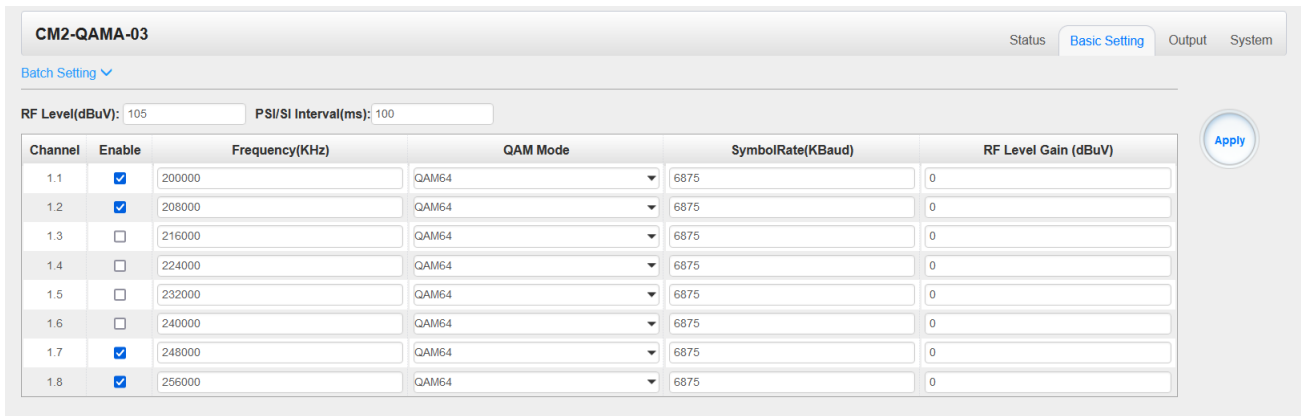 CM2-QAMA-03
Status Basic Setting Output System
Batch Setting
RF Level(dBuV): 105 PSI/SI Interval(ms): 100
Apply
Channel Enable Frequency(KHz) QAM Mode SymbolRate(KBaud) RF Level Gain (dBuV)
1.1 200000 QAM64 6875 0
1.2 208000 QAM64 6875 0
1.3 216000 QAM64 6875 0
1.4 224000 QAM64 6875 0
1.5 232000 QAM64 6875 0
1.6 240000 QAM64 6875 0
1.7 248000 QAM64 6875 0
1.8 256000 QAM64 6875 0